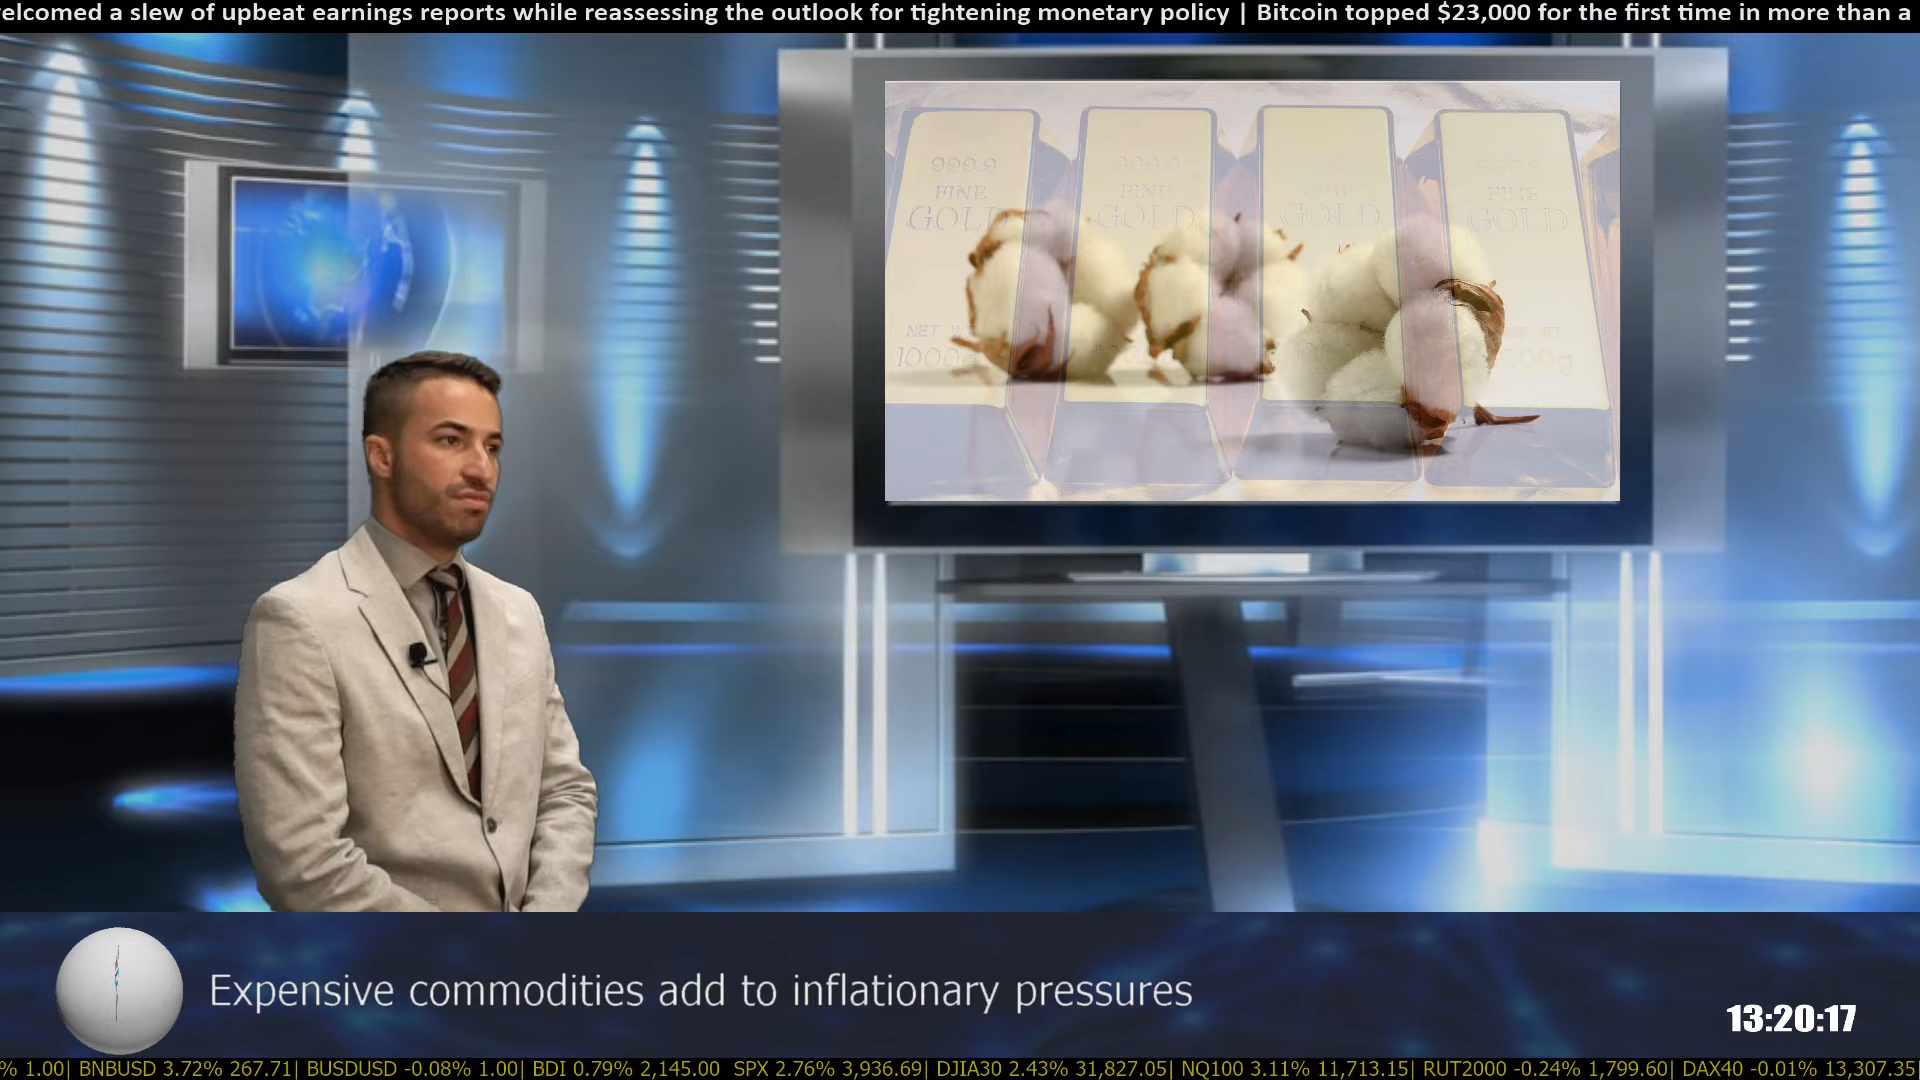 elcomed a slew of upbeat earnings reports while reassessing the outlook for tightening monetary policy | Bitcoin topped $23,000 for the first time in more than a
999.9
FINE FINE FINE
GOLD GOLD GOLD GOLD
NET
1000g
Expensive commodities add to inflationary pressures
13:20:17
% 1.00| BNBUSD 3.72% 267.71| BUSDUSD -0.08% 1.00| BDI 0.79% 2,145.00 SPX 2.76% 3,936.69| DJIA30 2.43% 31,827.05| NQ100 3.11% 11,713.15| RUT2000 -0.24% 1,799.60| DAX40 -0.01% 13,307.35